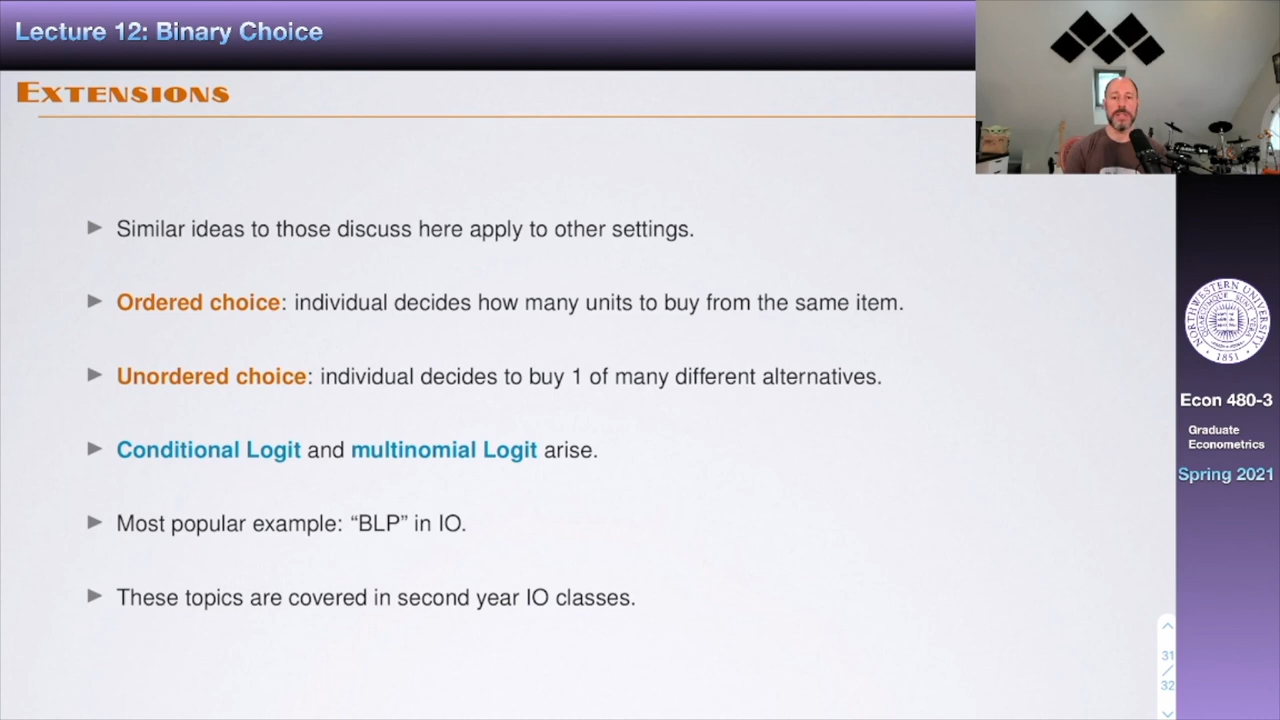 Lecture 12: Binary Choice
EXTENSIONS
Similar ideas to those discuss here apply to other settings.
Ordered choice: individual decides how many units to buy from the same item.
Unordered choice: individual decides to buy 1 of many different alternatives.
Conditional Logit and multinomial Logit arise.
Most popular example: “BLP” in IO.
These topics are covered in second year IO classes.
NORTHWESTERN UNIVERSITY
1851
Econ 480-3
Graduate
Econometrics
Spring 2021
31
/
32